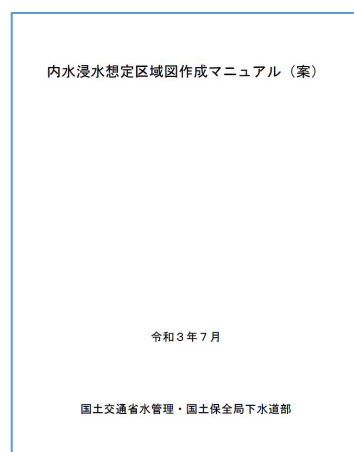 内水浸水想定区域図作成マニュアル（案）
令和３年７月
国土交通省水管理・国土保全局下水道部